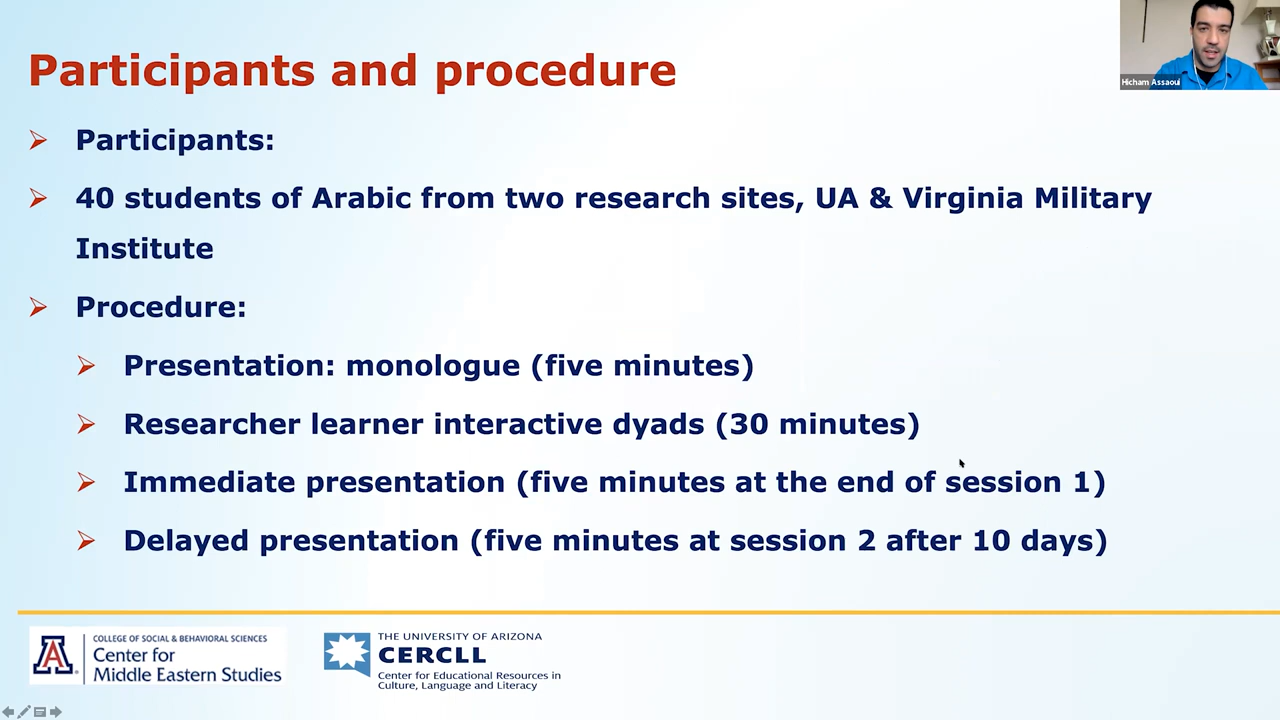 Participants and procedure
Hicham Assaoui
Participants:
40 students of Arabic from two research sites, UA & Virginia Military
Institute
Procedure:
Presentation: monologue (five minutes)
Researcher learner interactive dyads (30 minutes)
Immediate presentation (five minutes at the end of session 1)
Delayed presentation (five minutes at session 2 after 10 days)
A
COLLEGE OF SOCIAL & BEHAVIORAL SCIENCES
Center for
Middle Eastern Studies
THE UNIVERSITY OF ARIZONA
CERCLL
Center for Educational Resources in
Culture, Language and Literacy